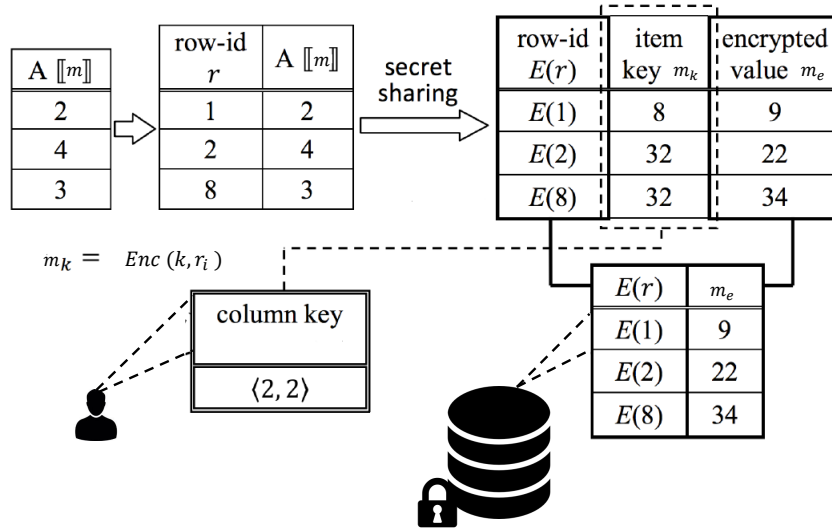 A ⟦m⟧
2
4
3
row-id r A ⟦m⟧
1 2
2 4
8 3
secret sharing
row-id E(r) item key m_k encrypted value m_e
E(1) 8 9
E(2) 32 22
E(8) 32 34
m_k = Enc (k, r_i)
column key
⟨2, 2⟩
E(r) m_e
E(1) 9
E(2) 22
E(8) 34